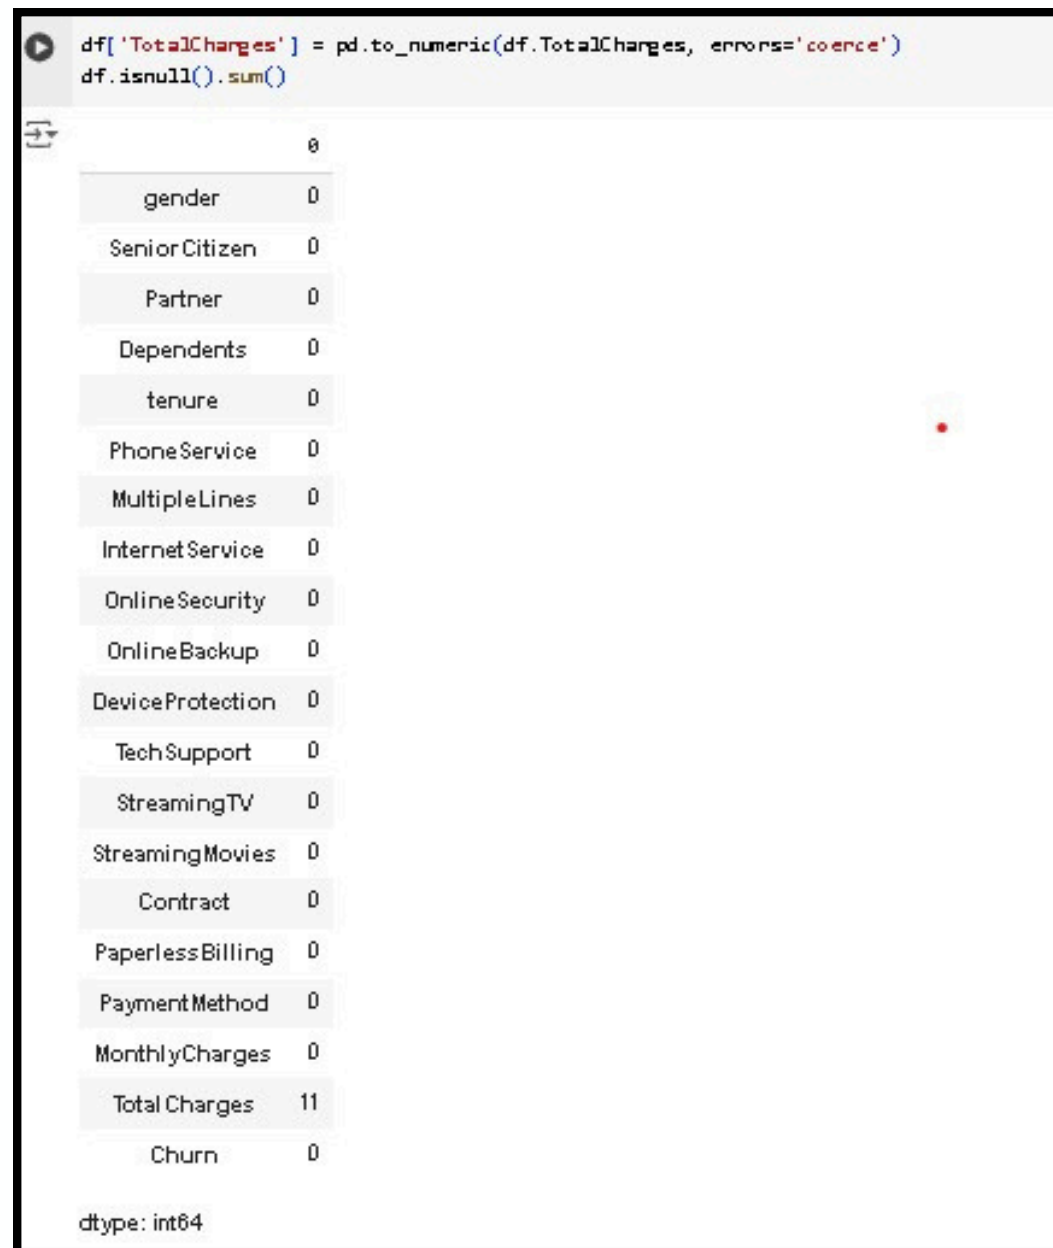 df['TotalCharges'] = pd.to_numeric(df.TotalCharges, errors='coerce')
df.isnull().sum()
0
gender 0
SeniorCitizen 0
Partner 0
Dependents 0
tenure 0
PhoneService 0
MultipleLines 0
InternetService 0
OnlineSecurity 0
OnlineBackup 0
DeviceProtection 0
TechSupport 0
StreamingTV 0
StreamingMovies 0
Contract 0
PaperlessBilling 0
PaymentMethod 0
MonthlyCharges 0
TotalCharges 11
Churn 0
dtype: int64